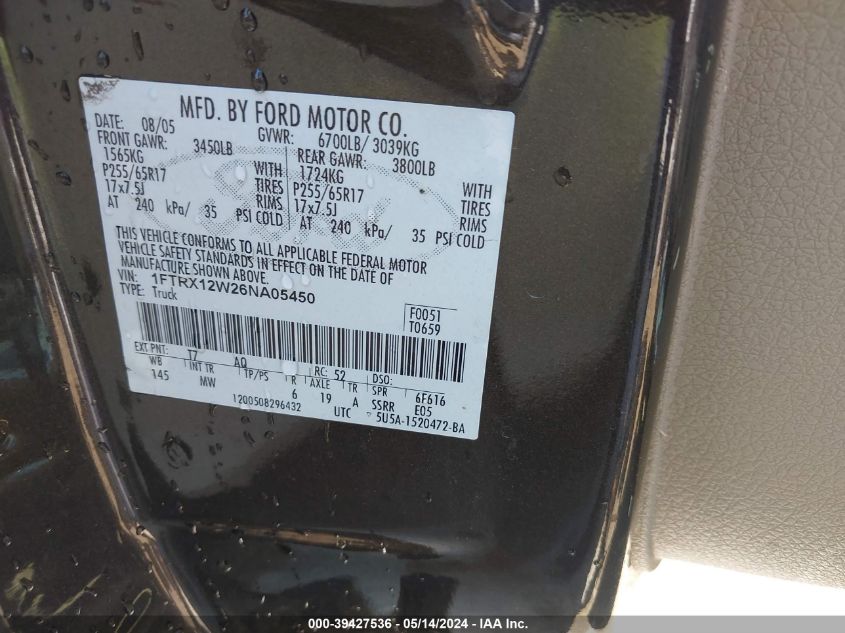 MFD. BY FORD MOTOR CO.
DATE: 08/05 GVWR: 6700LB/ 3039KG
FRONT GAWR: 3450LB REAR GAWR: 3800LB
1565KG WITH 1724KG WITH
P255/65R17 TIRES P255/65R17 TIRES
17x7.5J RIMS 17x7.5J RIMS
AT 240 kPa/ 35 PSI COLD AT 240 kPa/ 35 PSI COLD
THIS VEHICLE CONFORMS TO ALL APPLICABLE FEDERAL MOTOR
VEHICLE SAFETY STANDARDS IN EFFECT ON THE DATE OF
MANUFACTURE SHOWN ABOVE.
VIN: 1FTRX12W26NA05450
TYPE: Truck
F0051
T0659
EXT PNT: T7 AQ RC: 52 DSO:
WB INT TR TP/PS R AXLE TR SPR 6F616
145 MW 6 19 A SSRR E05
1200508296432 UTC 5U5A-1520472-BA
000-39427536 - 05/14/2024 - IAA Inc.